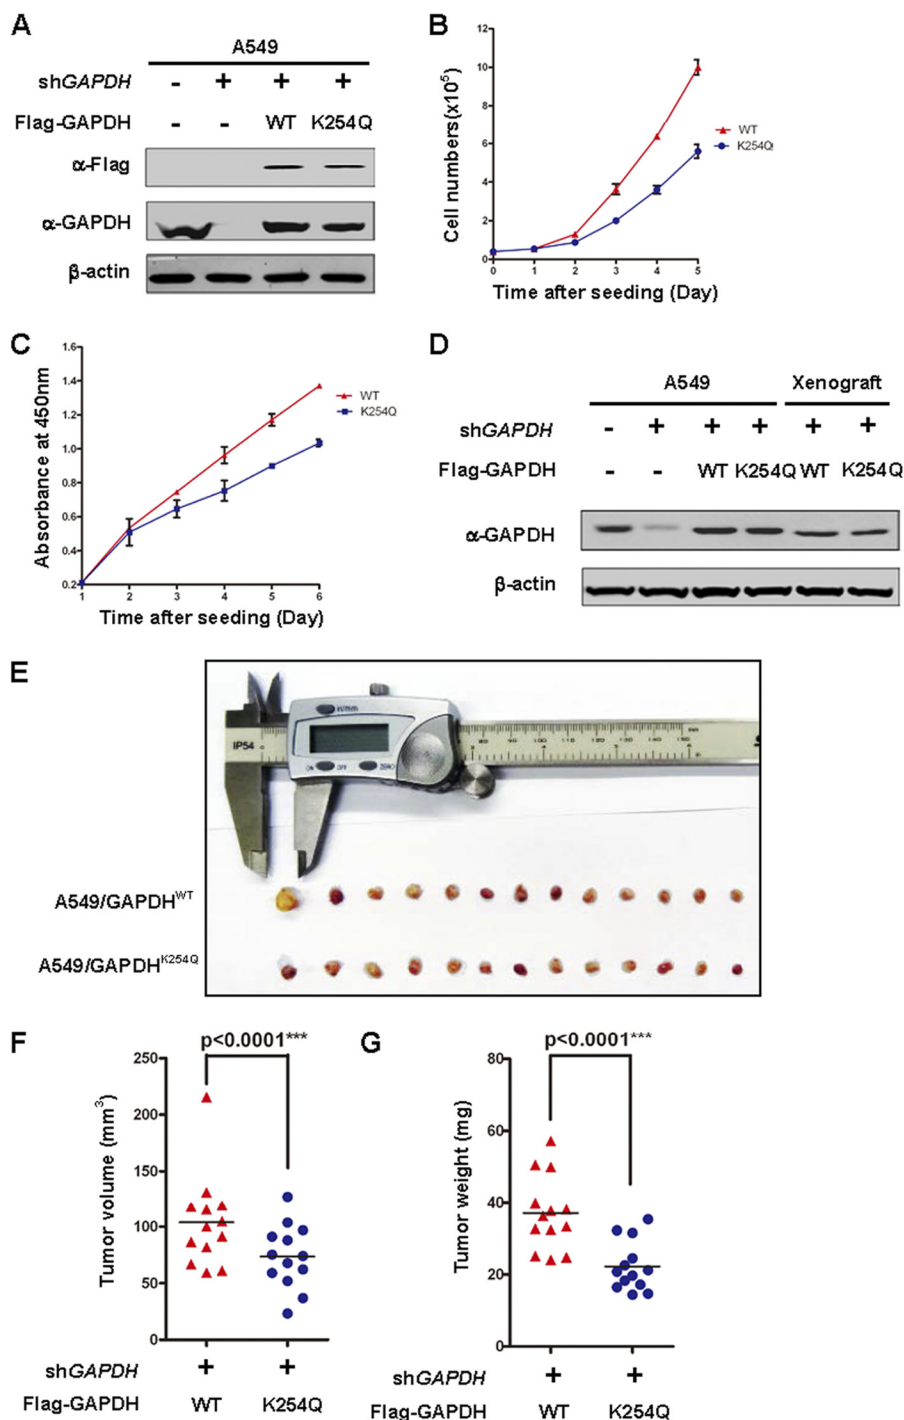 A
A549
shGAPDH - + + +
Flag-GAPDH - - WT K254Q
α-Flag
α-GAPDH
β-actin
B
Cell numbers(x10⁵)
12
10
8
6
4
2
0
0 1 2 3 4 5
Time after seeding (Day)
WT
K254Q
C
Absorbance at 450nm
1.6
1.4
1.2
1.0
0.8
0.6
0.4
0.2
1 2 3 4 5 6
Time after seeding (Day)
WT
K254Q
D
A549 Xenograft
shGAPDH - + + + + +
Flag-GAPDH - - WT K254Q WT K254Q
α-GAPDH
β-actin
E
IP54
ON OFF ZERO
A549/GAPDHᵂᵀ
A549/GAPDHᴷ²⁵⁴Q
F
p<0.0001***
Tumor volume (mm³)
250
200
150
100
50
0
shGAPDH + +
Flag-GAPDH WT K254Q
G
p<0.0001***
Tumor weight (mg)
80
60
40
20
0
shGAPDH + +
Flag-GAPDH WT K254Q